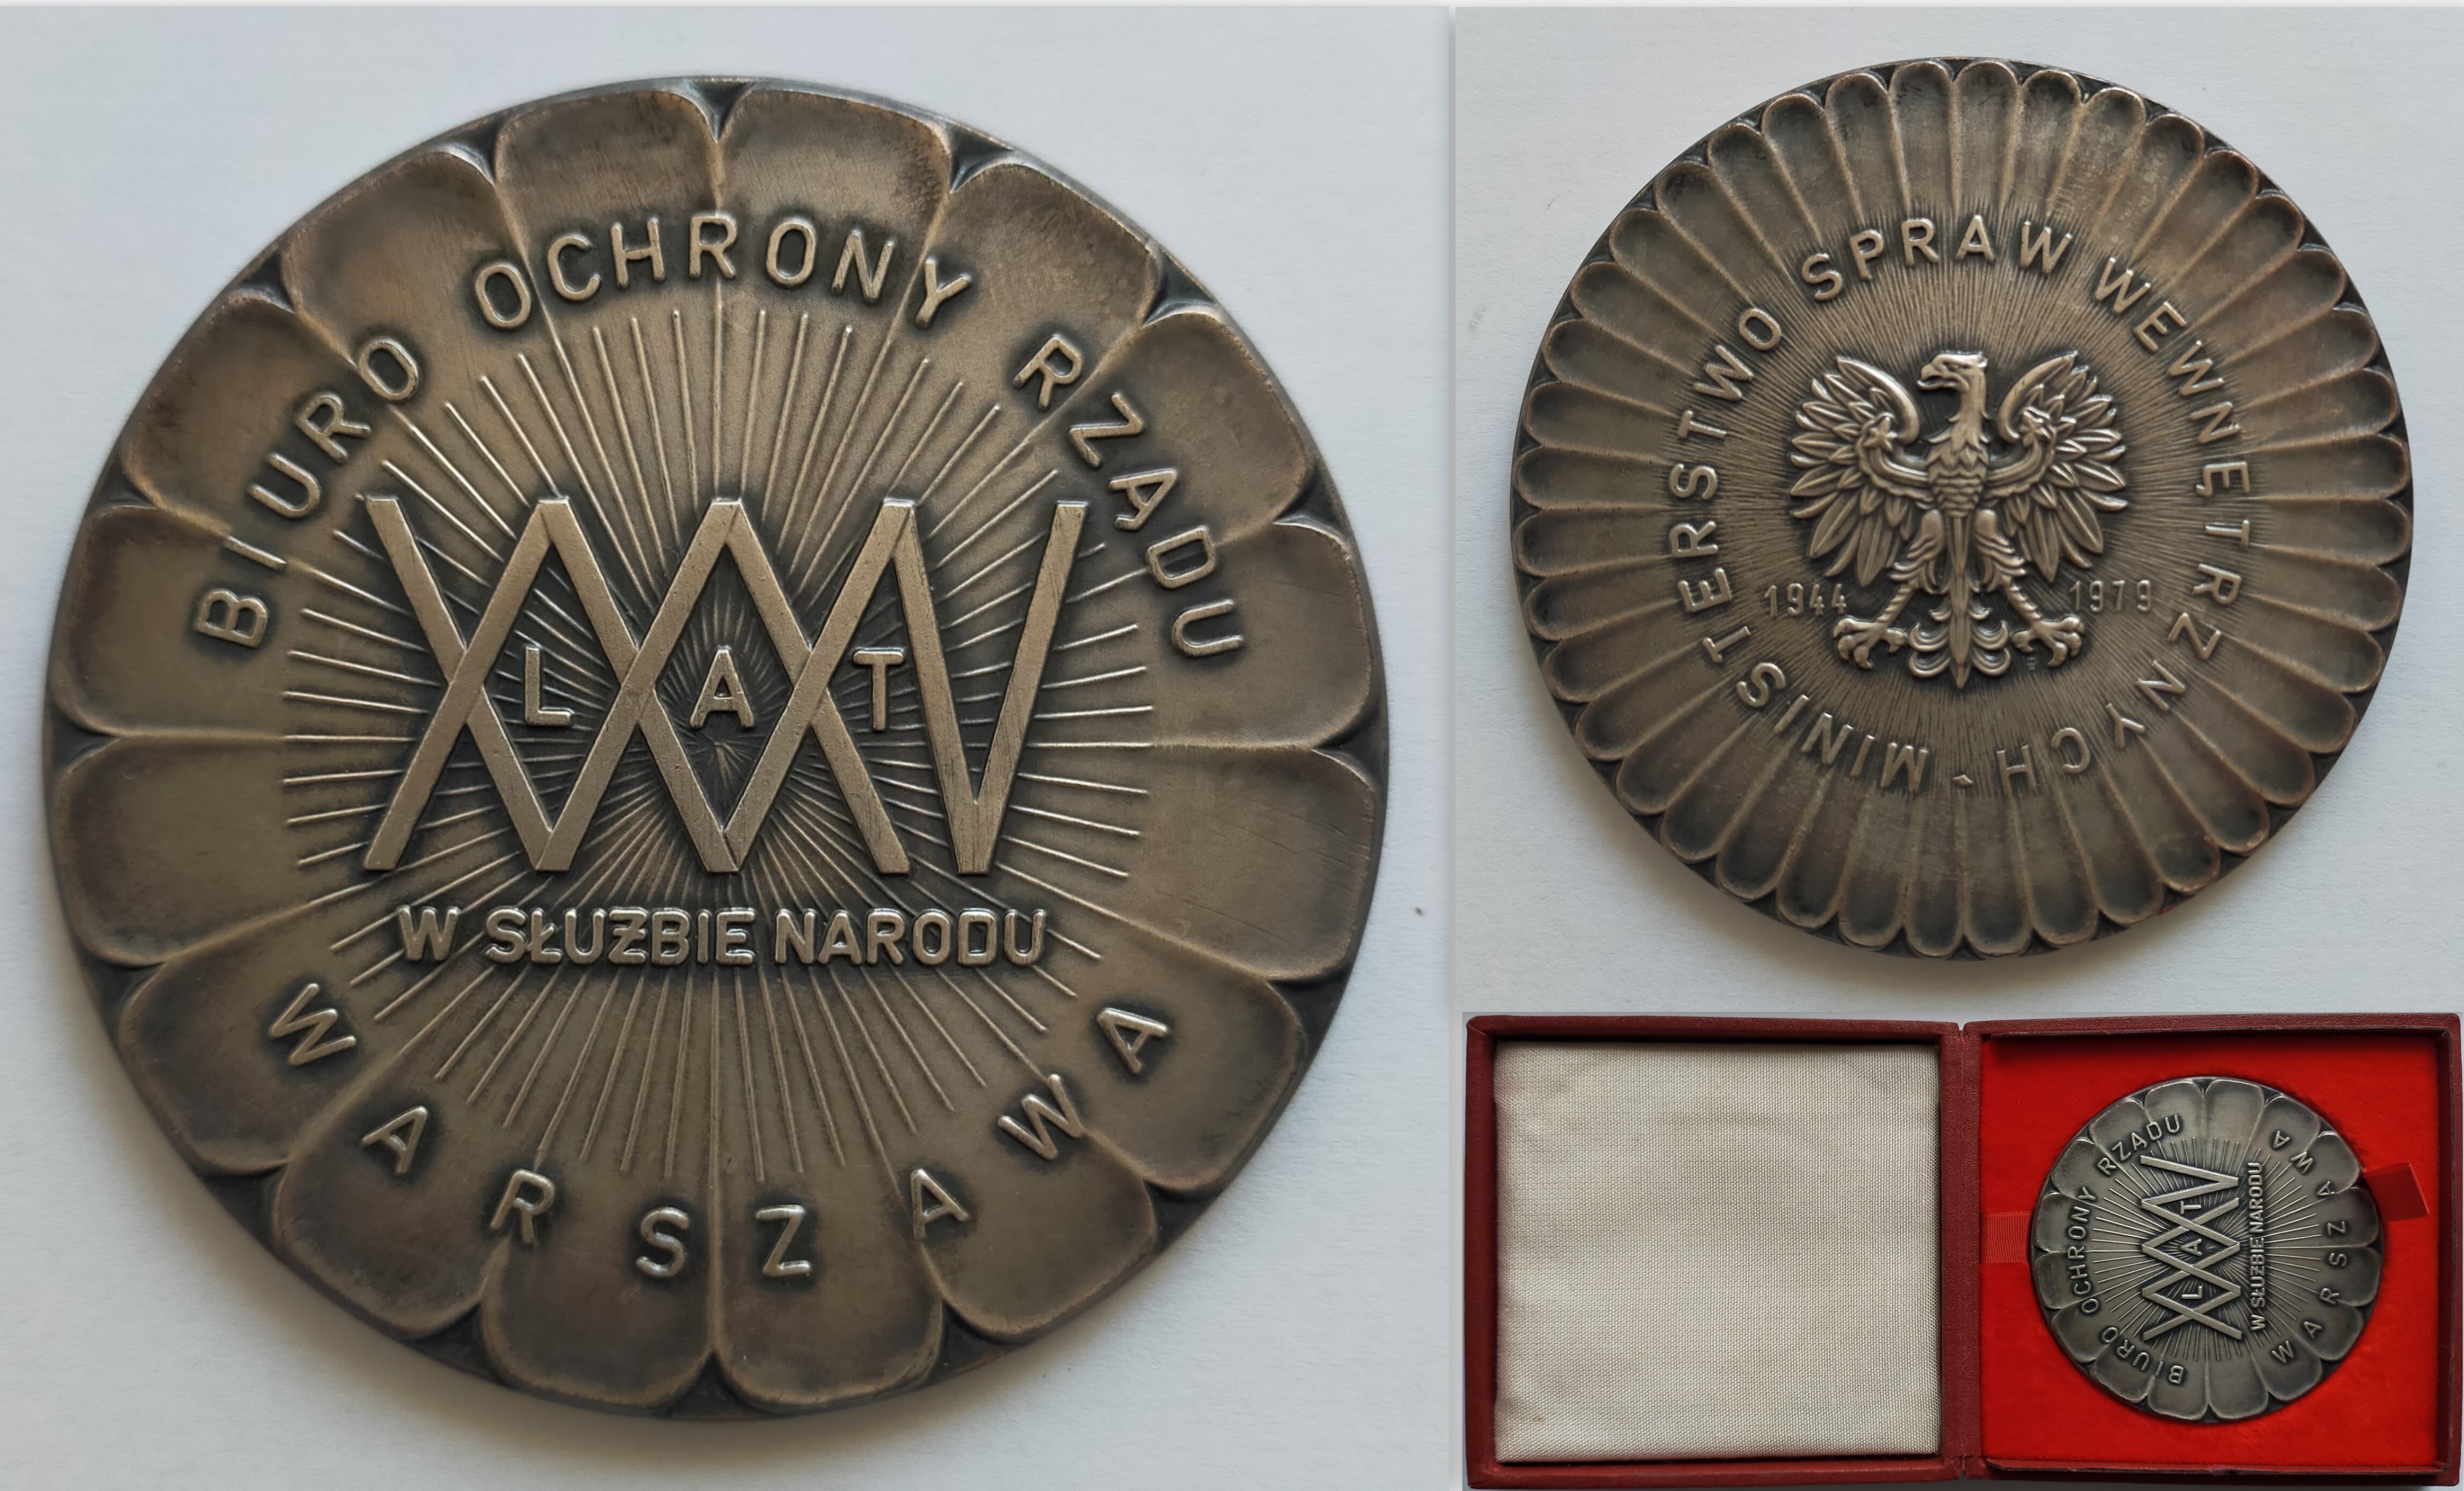 BIURO OCHRONY RZĄDU
XXXV
LAT
W SŁUŻBIE NARODU
WARSZAWA
MINISTERSTWO SPRAW WEWNĘTRZNYCH
1944 1979
BIURO OCHRONY RZĄDU
XXXV
LAT
W SŁUŻBIE NARODU
WARSZAWA